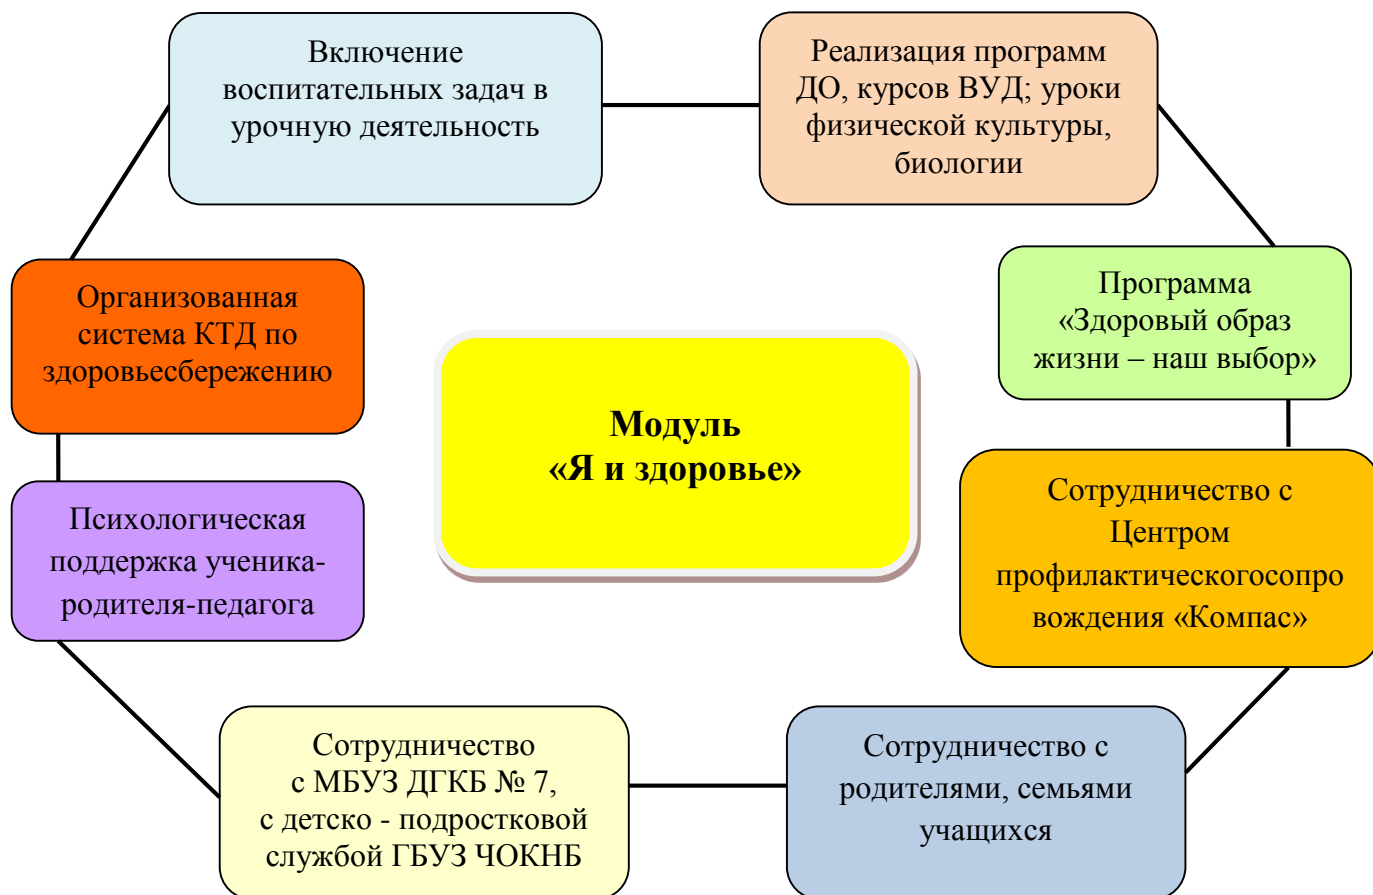 Включение
воспитательных задач в
урочную деятельность
Реализация программ
ДО, курсов ВУД; уроки
физической культуры,
биологии
Организованная
система КТД по
здоровьесбережению
Программа
«Здоровый образ
жизни – наш выбор»
Модуль
«Я и здоровье»
Психологическая
поддержка ученика-
родителя-педагога
Сотрудничество с
Центром
профилактическогосопро
вождения «Компас»
Сотрудничество
с МБУЗ ДГКБ № 7,
с детско - подростковой
службой ГБУЗ ЧОКНБ
Сотрудничество с
родителями, семьями
учащихся